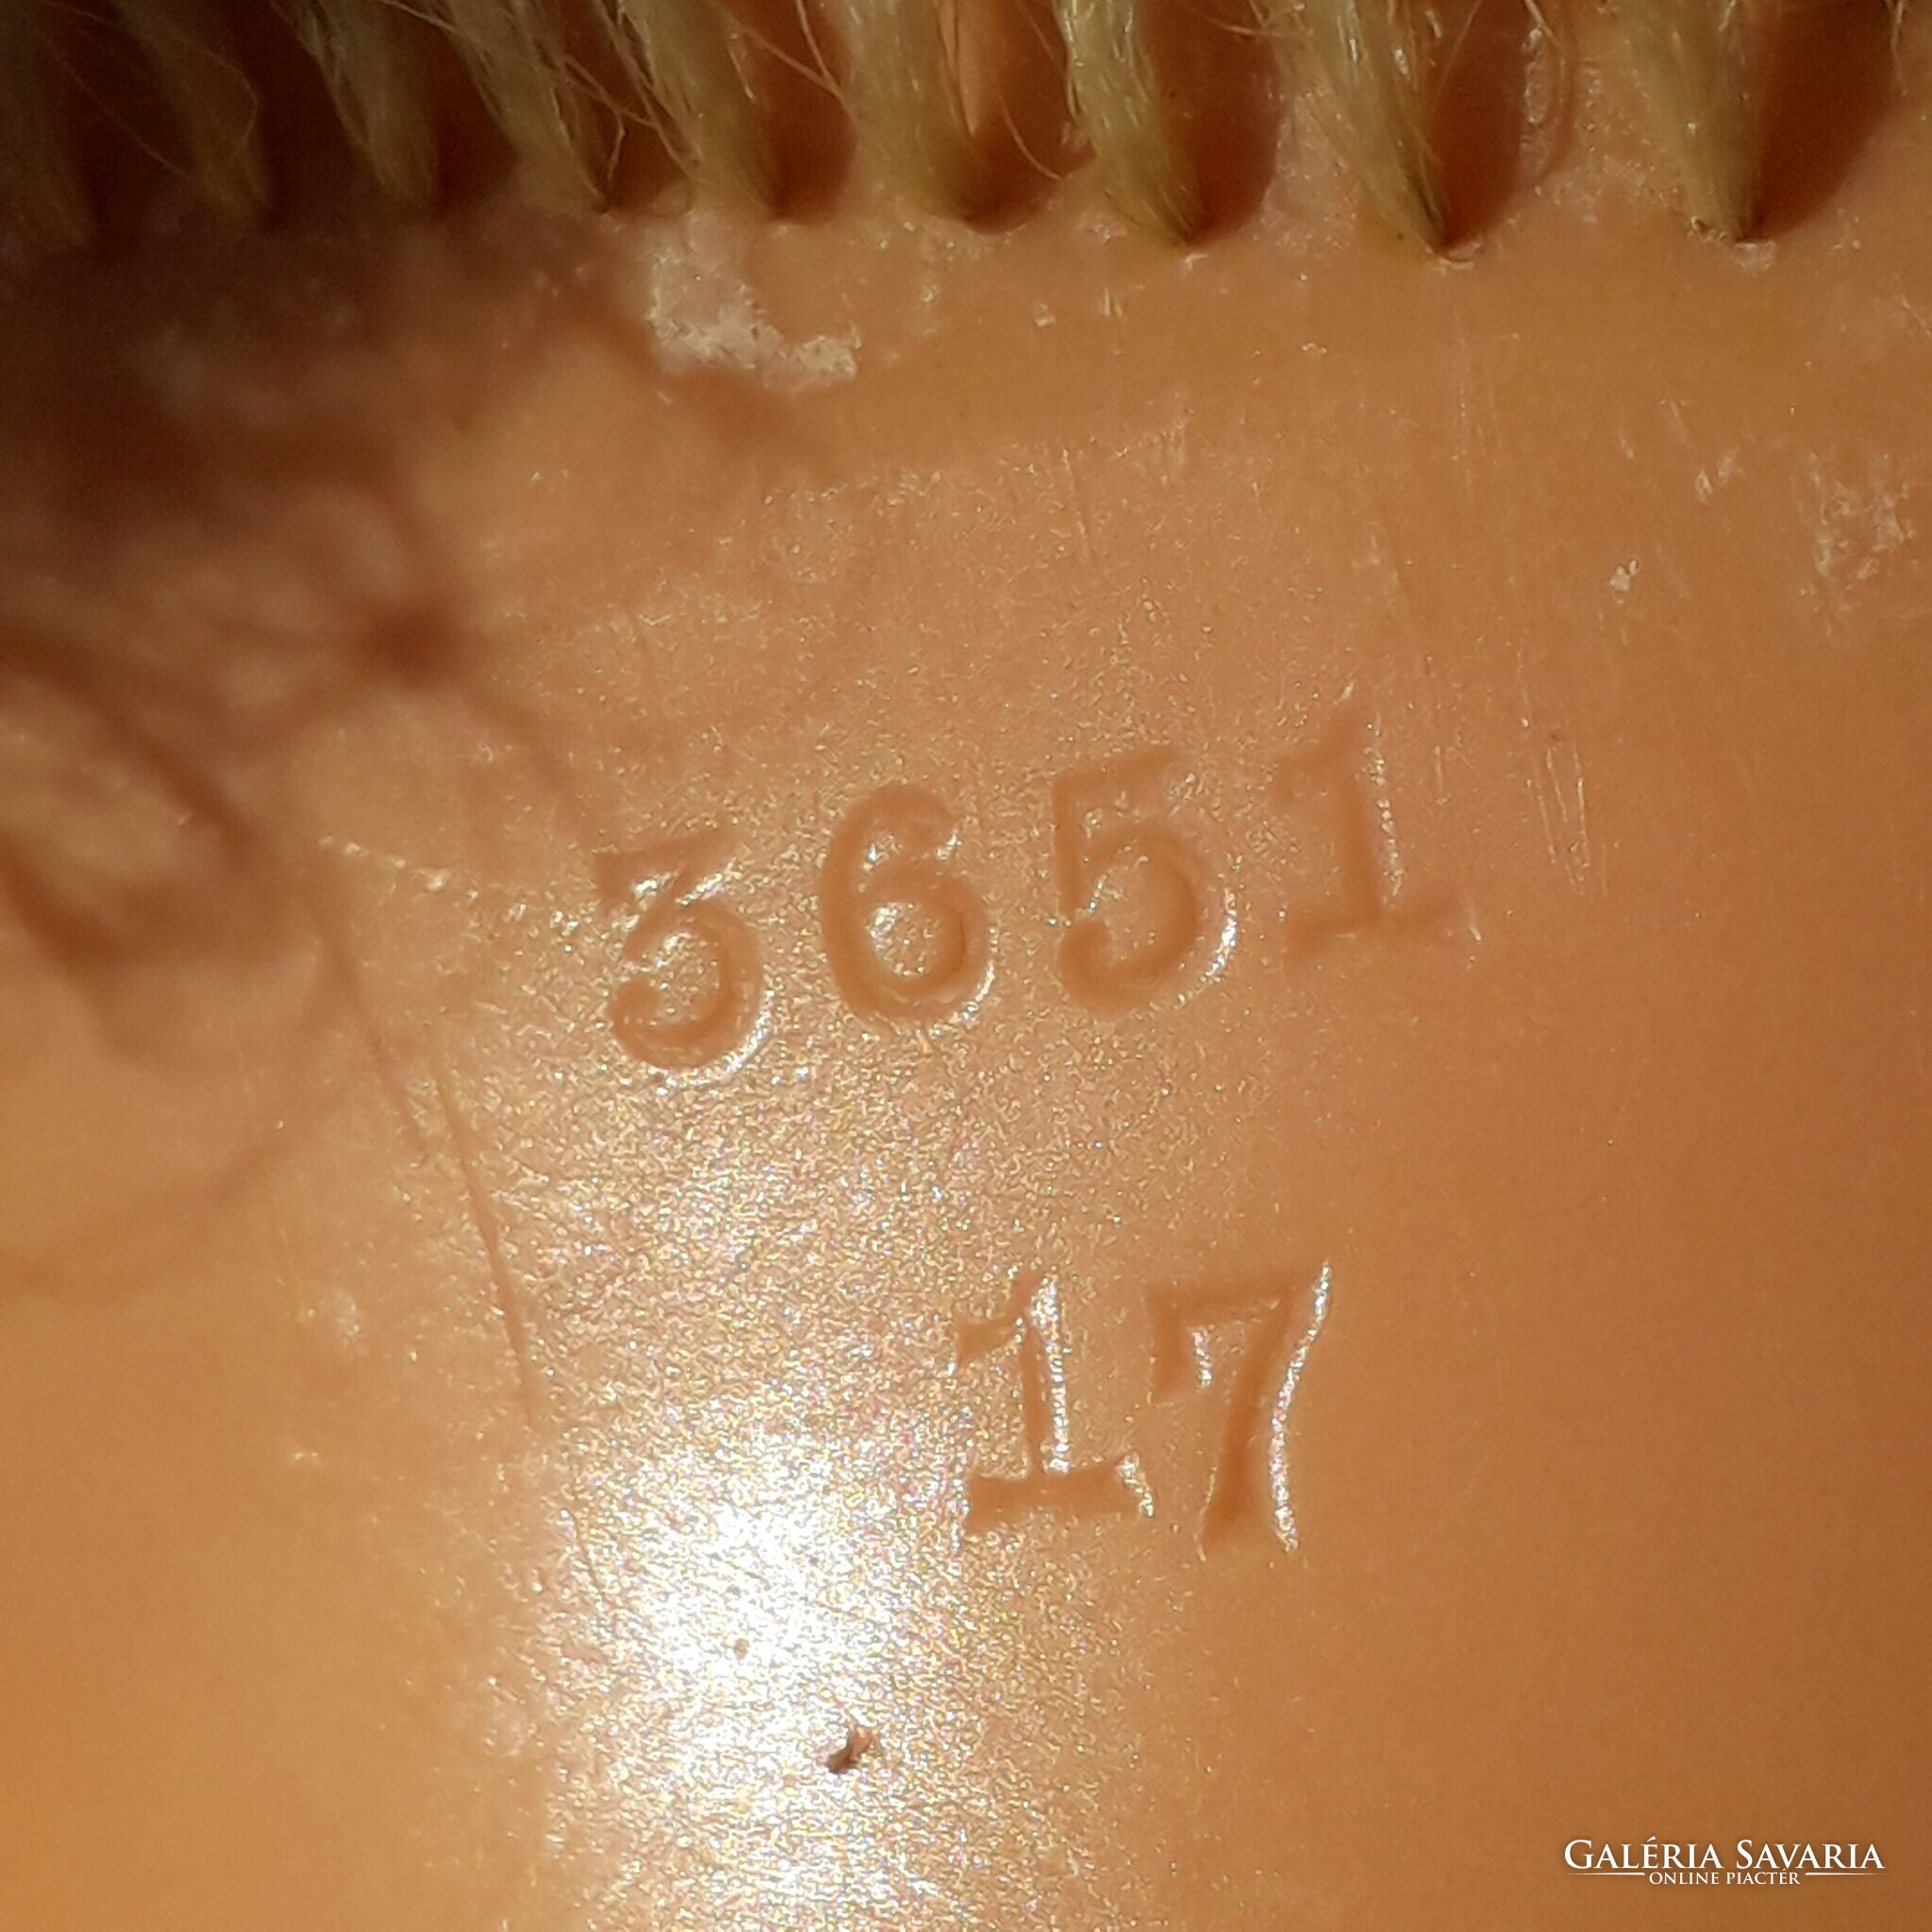 3651
17
GALÉRIA SAVARIA
ONLINE PIACTÉR